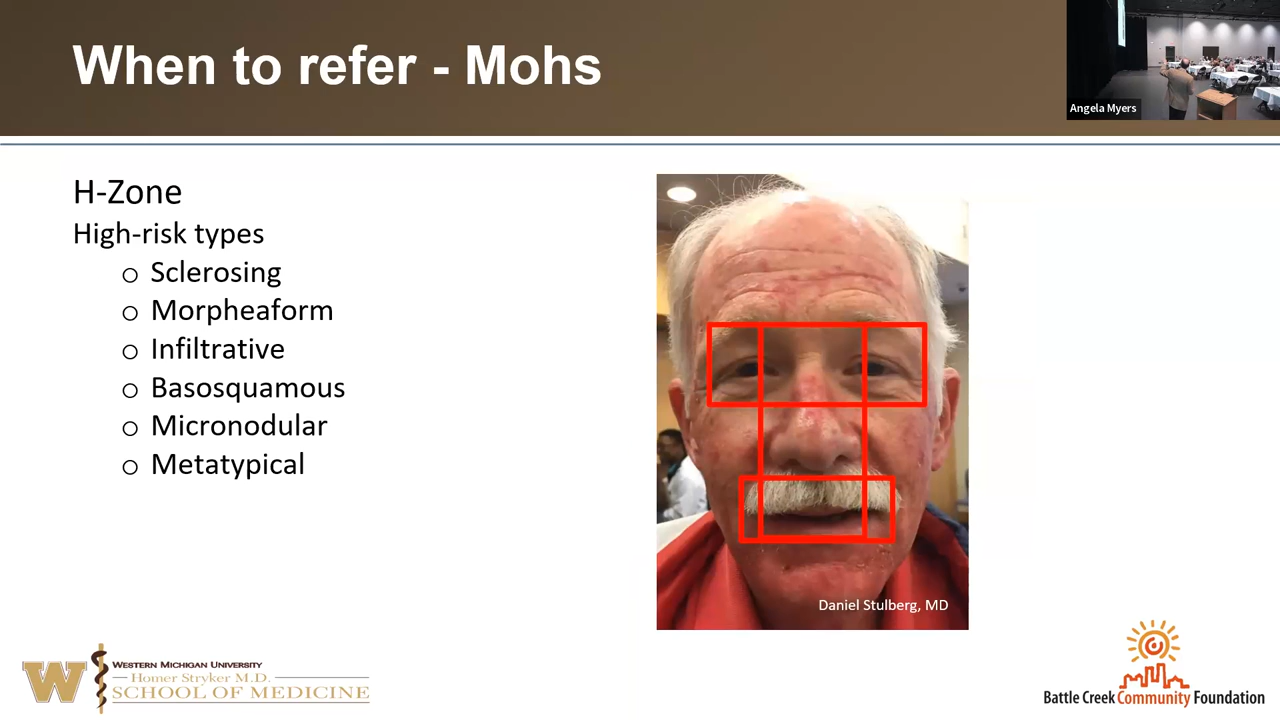 When to refer - Mohs
Angela Myers
H-Zone
High-risk types
o Sclerosing
o Morpheaform
o Infiltrative
o Basosquamous
o Micronodular
o Metatypical
Daniel Stulberg, MD
W
WESTERN MICHIGAN UNIVERSITY
Homer Stryker M.D.
SCHOOL OF MEDICINE
Battle Creek Community Foundation